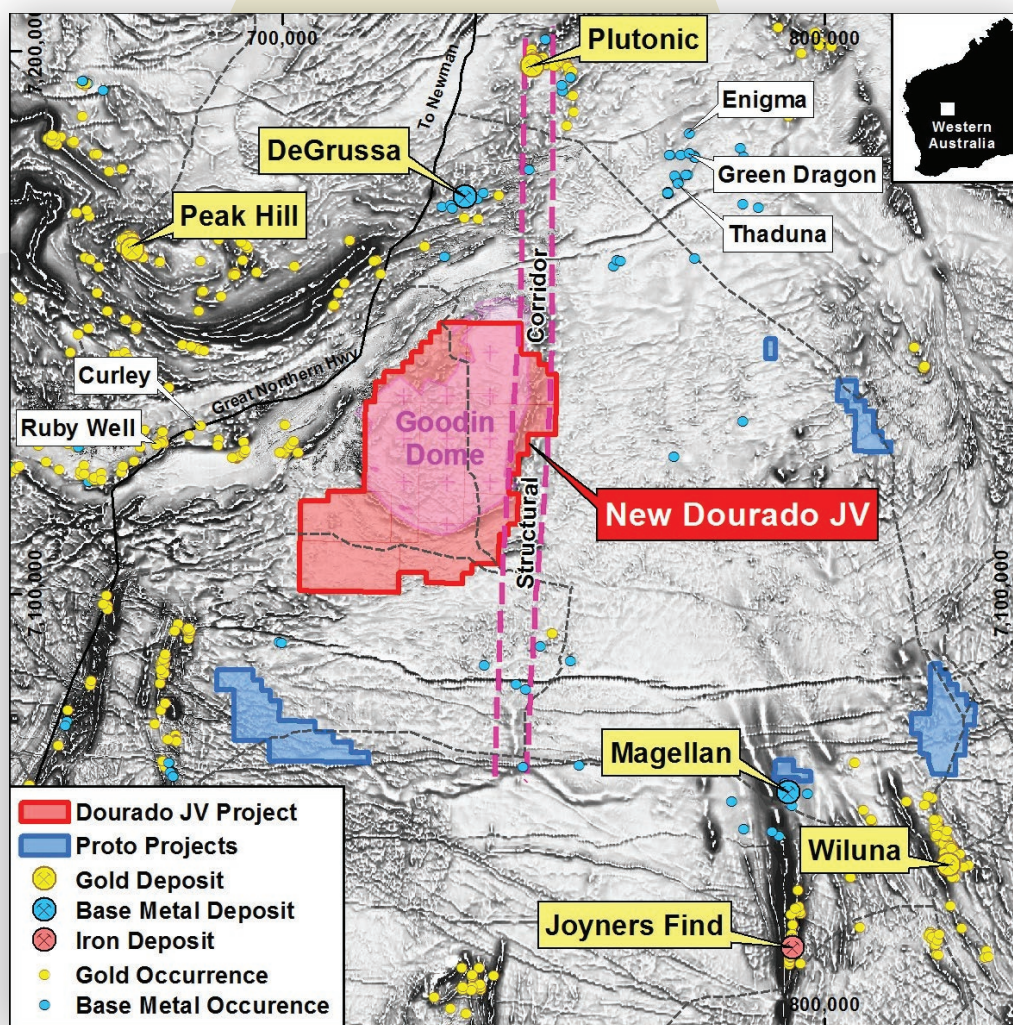 700,000
800,000
7,200,000
To Newman
Plutonic
Enigma
Western
Australia
DeGrussa
Green Dragon
Peak Hill
Thaduna
Corridor
Great Northern Hwy
Curley
Goodin
Dome
Ruby Well
Structural
New Dourado JV
7,100,000
7,100,000
Magellan
Wiluna
Joyners Find
Dourado JV Project
Proto Projects
Gold Deposit
Base Metal Deposit
Iron Deposit
Gold Occurrence
Base Metal Occurence
800,000